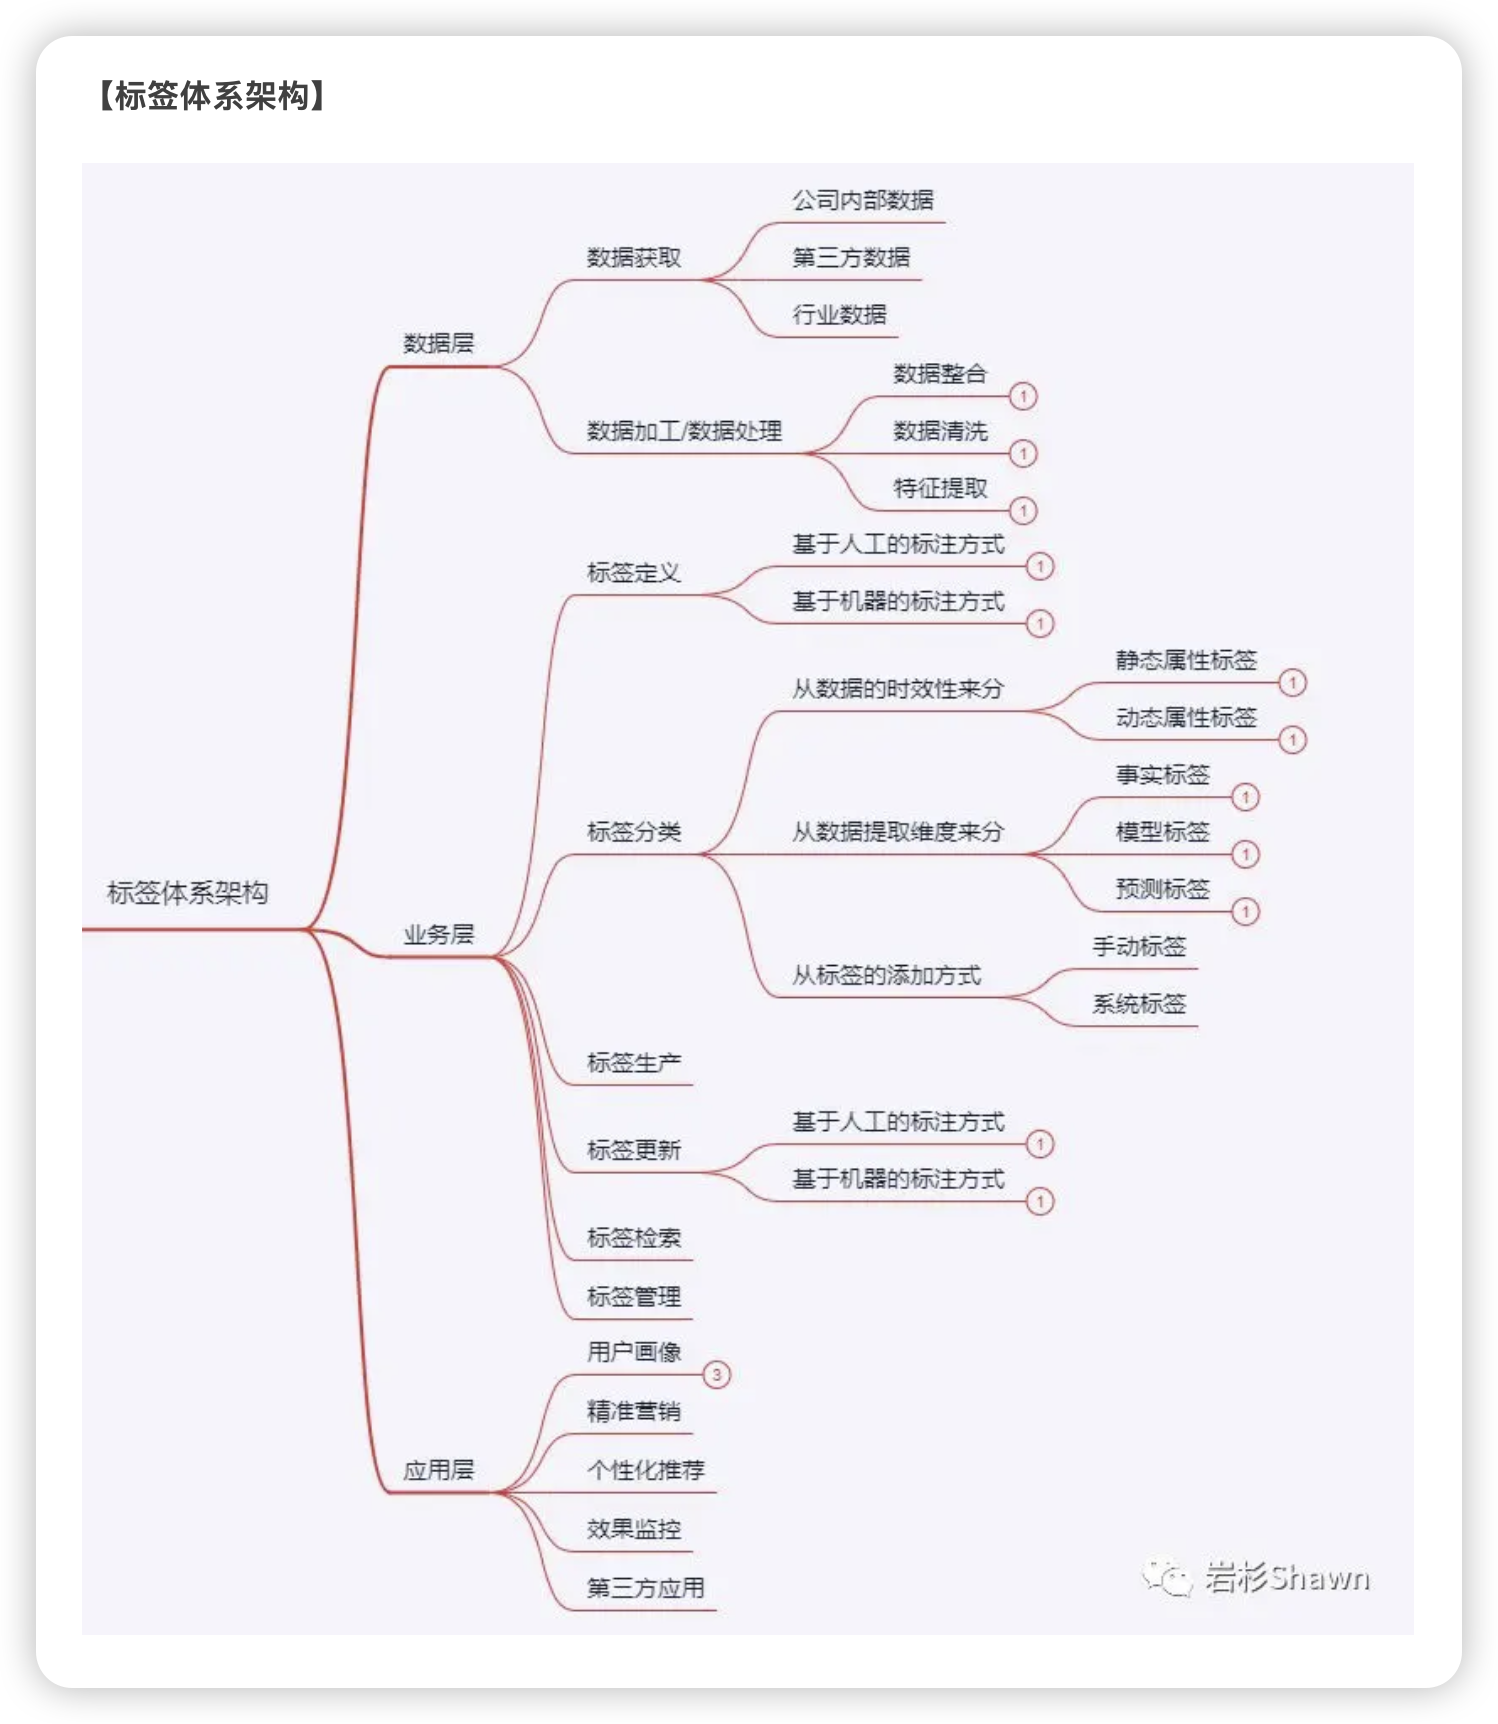 【标签体系架构】
公司内部数据
数据获取
第三方数据
行业数据
数据层
数据整合
1
数据加工/数据处理
数据清洗
1
特征提取
1
标签定义
基于人工的标注方式
1
基于机器的标注方式
1
从数据的时效性来分
静态属性标签
1
动态属性标签
1
标签分类
从数据提取维度来分
事实标签
1
模型标签
1
预测标签
1
标签体系架构
业务层
从标签的添加方式
手动标签
系统标签
标签生产
标签更新
基于人工的标注方式
1
基于机器的标注方式
1
标签检索
标签管理
用户画像
3
精准营销
应用层
个性化推荐
效果监控
第三方应用
岩杉Shawn